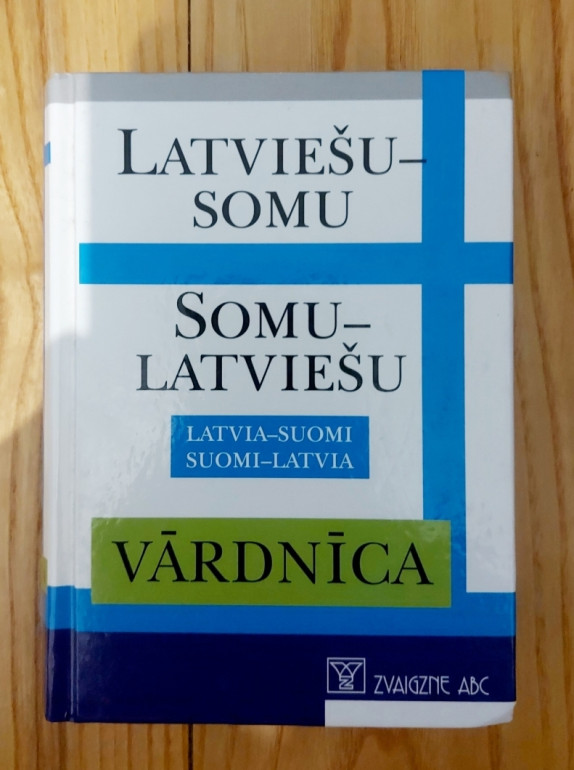 LATVIEŠU–
SOMU
SOMU–
LATVIEŠU
LATVIA–SUOMI
SUOMI–LATVIA
VĀRDNĪCA
ZVAIGZNE ABC